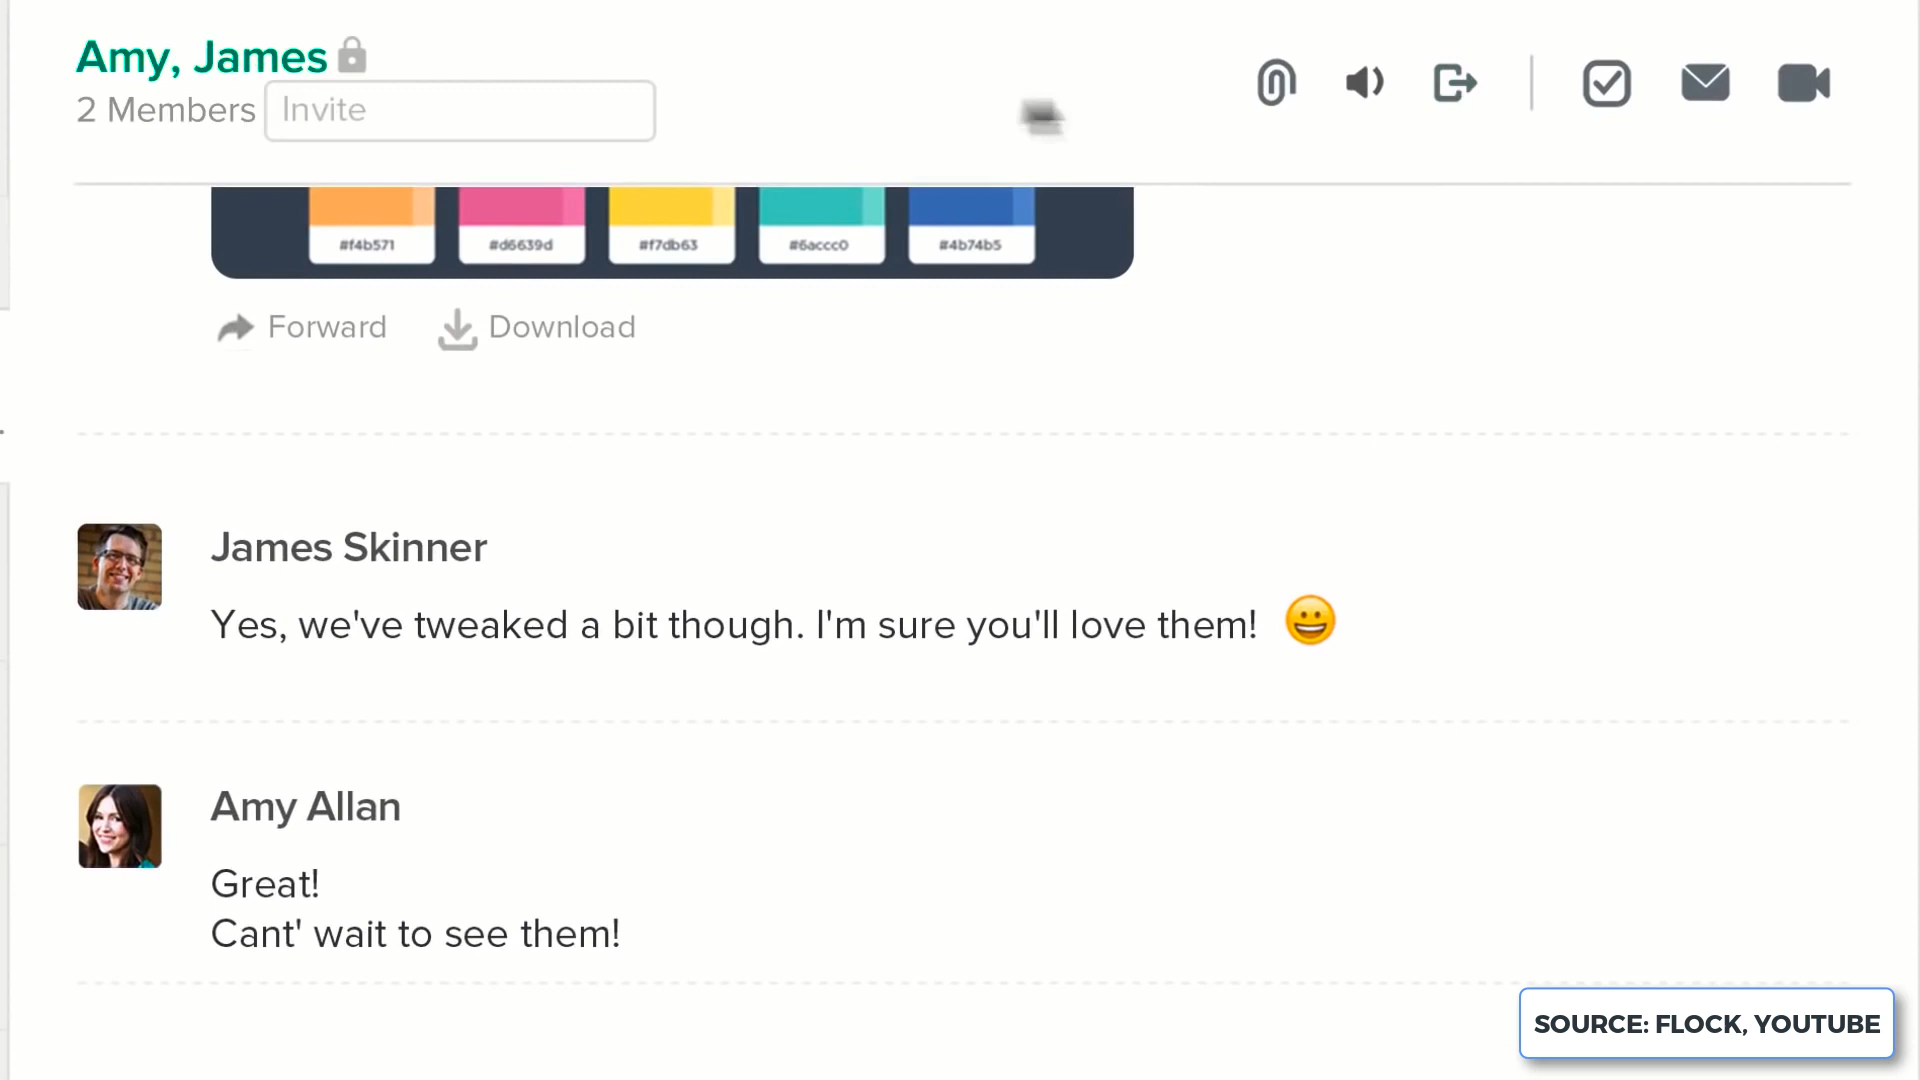 Amy, James
2 Members Invite
#f4b571 #d6639d #f7db63 #6accc0 #4b74b5
Forward Download
James Skinner
Yes, we've tweaked a bit though. I'm sure you'll love them!
Amy Allan
Great!
Cant' wait to see them!
SOURCE: FLOCK, YOUTUBE